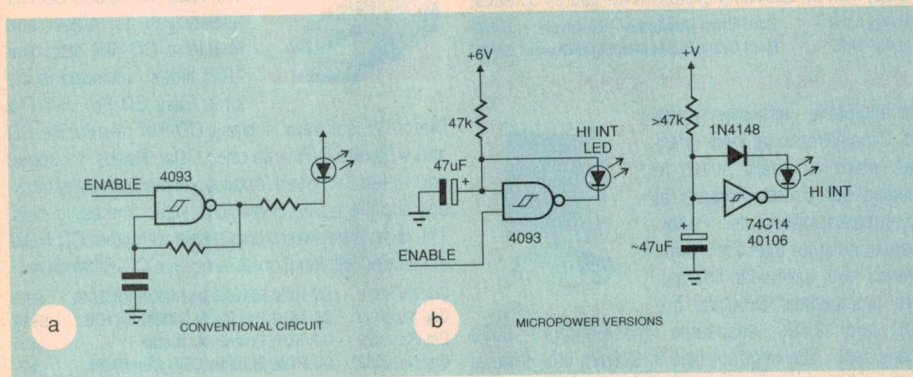 ENABLE
4093
a
CONVENTIONAL CIRCUIT
+6V
47k
HI INT
LED
47uF
+
4093
ENABLE
b
MICROPOWER VERSIONS
+V
>47k
1N4148
HI INT
74C14
40106
+
~47uF